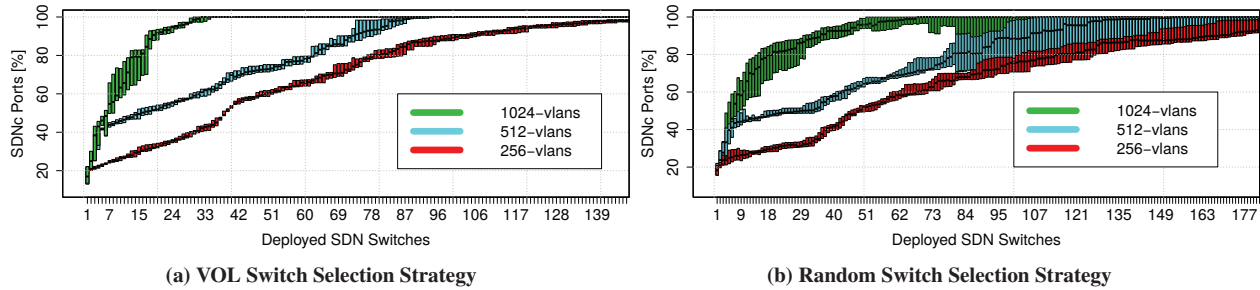 SDNc Ports [%]
100
80
60
40
20
1024-vlans
512-vlans
256-vlans
1 7 15 24 33 42 51 60 69 78 87 96 106 117 128 139
Deployed SDN Switches
(a) VOL Switch Selection Strategy
SDNc Ports [%]
100
80
60
40
20
1024-vlans
512-vlans
256-vlans
1 9 18 29 40 51 62 73 84 95 107 121 135 149 163 177
Deployed SDN Switches
(b) Random Switch Selection Strategy